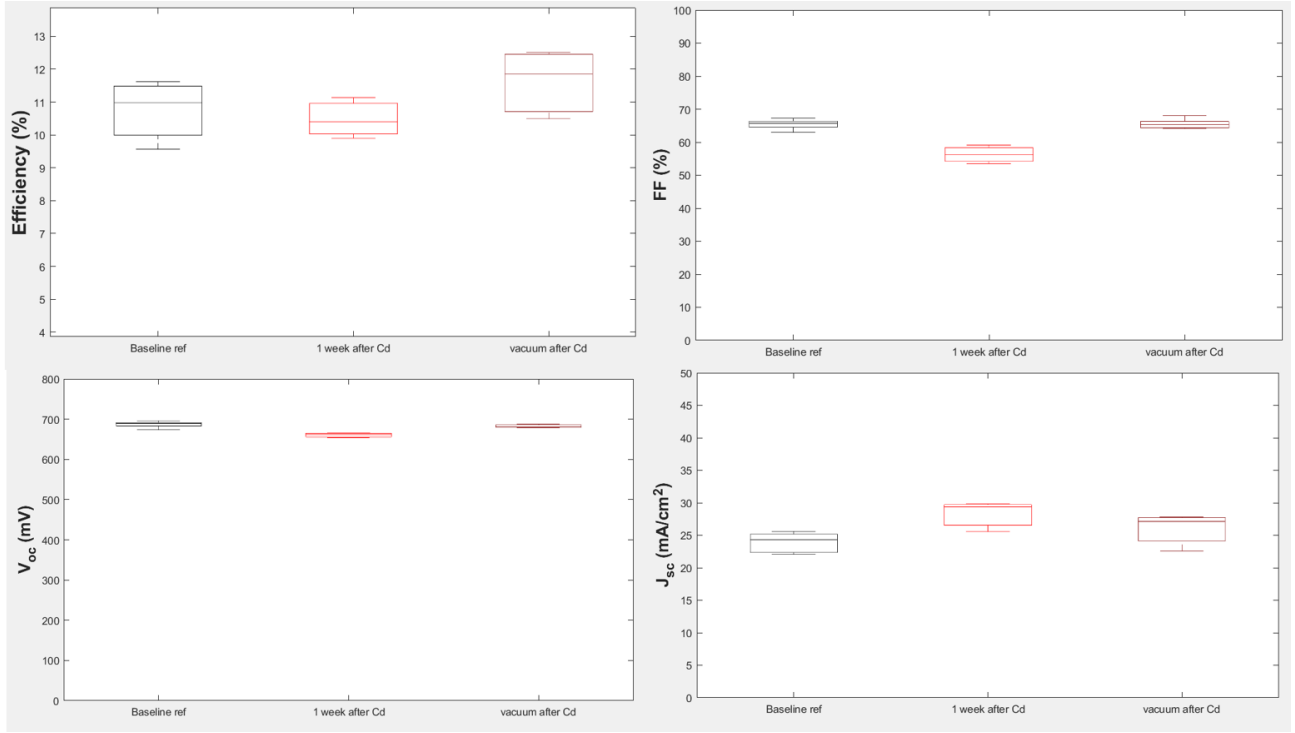 Efficiency (%)
13
12
11
10
9
8
7
6
5
4
Baseline ref
1 week after Cd
vacuum after Cd
FF (%)
100
90
80
70
60
50
40
30
20
10
0
Baseline ref
1 week after Cd
vacuum after Cd
Voc (mV)
800
700
600
500
400
300
200
100
0
Baseline ref
1 week after Cd
vacuum after Cd
Jsc (mA/cm²)
50
45
40
35
30
25
20
15
10
5
0
Baseline ref
1 week after Cd
vacuum after Cd